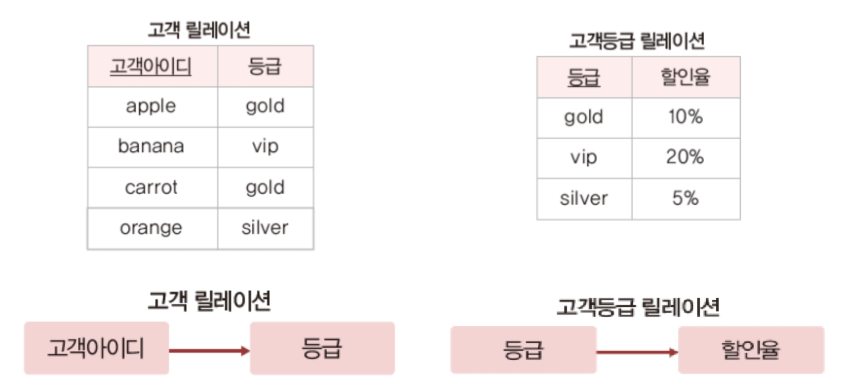 고객 릴레이션
고객아이디 등급
apple gold
banana vip
carrot gold
orange silver
고객등급 릴레이션
등급 할인율
gold 10%
vip 20%
silver 5%
고객 릴레이션
고객아이디 등급
고객등급 릴레이션
등급 할인율